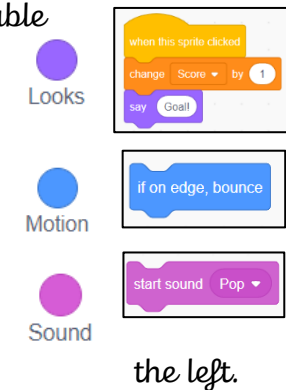 able
when this sprite clicked
change Score by 1
Looks
say Goal!
if on edge, bounce
Motion
start sound Pop
Sound
the left.